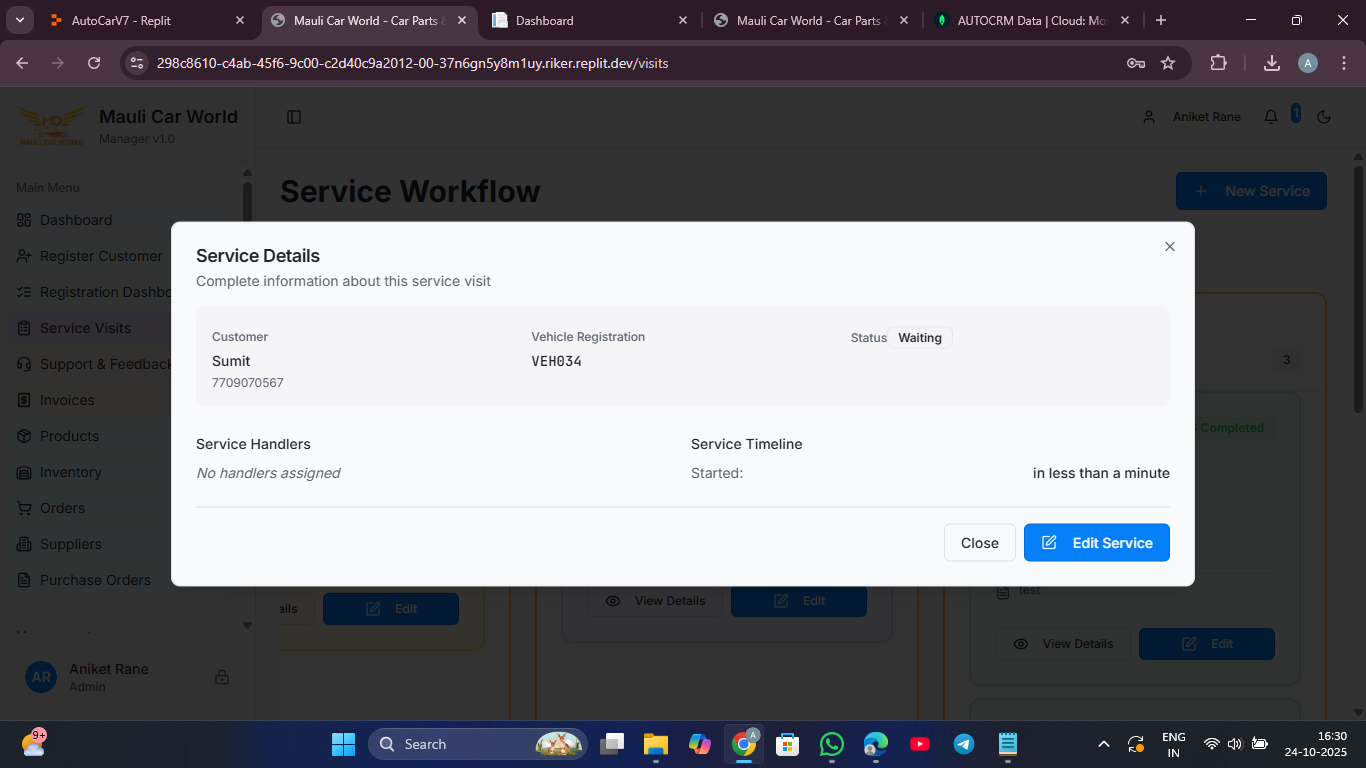 AutoCarV7 - Replit
Mauli Car World - Car Parts &
Dashboard
Mauli Car World - Car Parts &
AUTOCRM Data | Cloud: Mo
298c8610-c4ab-45f6-9c00-c2d40c9a2012-00-37n6gn5y8m1uy.riker.replit.dev/visits
A
MD
MAULI CAR WORLD
Mauli Car World
Manager v1.0
Aniket Rane
1
Main Menu
Dashboard
Register Customer
Registration Dashbo
Service Visits
Support & Feedback
Invoices
Products
Inventory
Orders
Suppliers
Purchase Orders
AR
Aniket Rane
Admin
Service Workflow
New Service
3
Completed
Service Details
Complete information about this service visit
Customer
Vehicle Registration
Status
Waiting
Sumit
VEH034
7709070567
Service Handlers
Service Timeline
No handlers assigned
Started:
in less than a minute
Close
Edit Service
test
ails
Edit
View Details
Edit
View Details
Edit
9+
Search
A
ENG
IN
16:30
24-10-2025